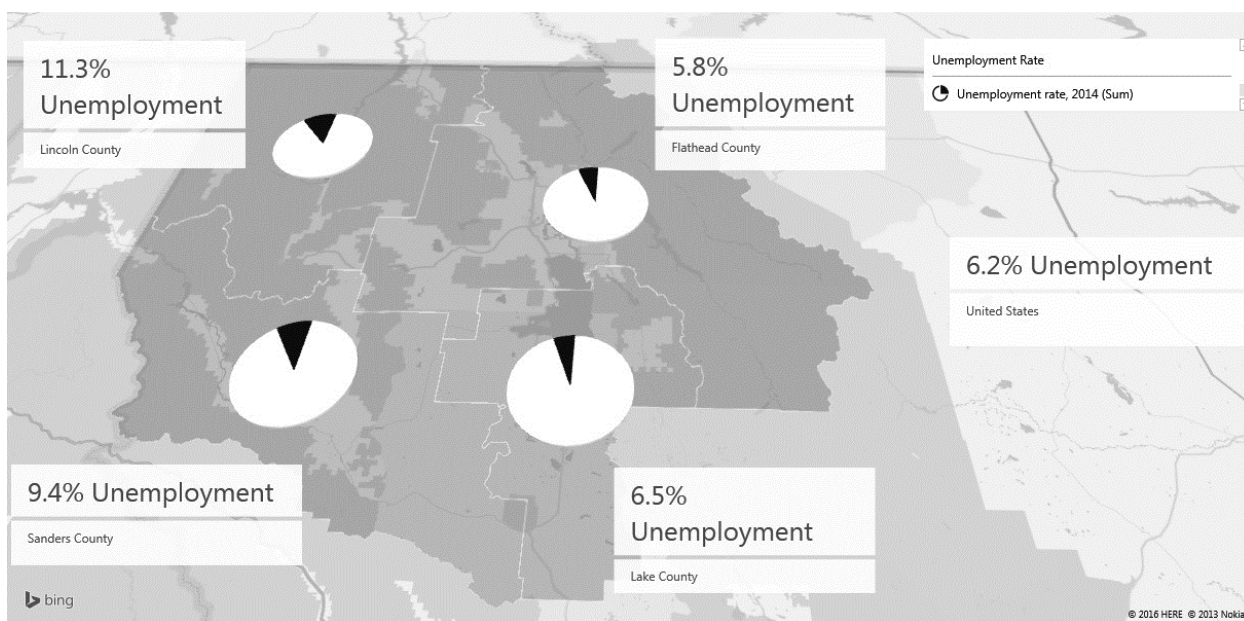 11.3%
Unemployment
Lincoln County
5.8%
Unemployment
Flathead County
Unemployment Rate
Unemployment rate, 2014 (Sum)
6.2% Unemployment
United States
9.4% Unemployment
Sanders County
6.5%
Unemployment
Lake County
bing
© 2016 HERE © 2013 Nokia